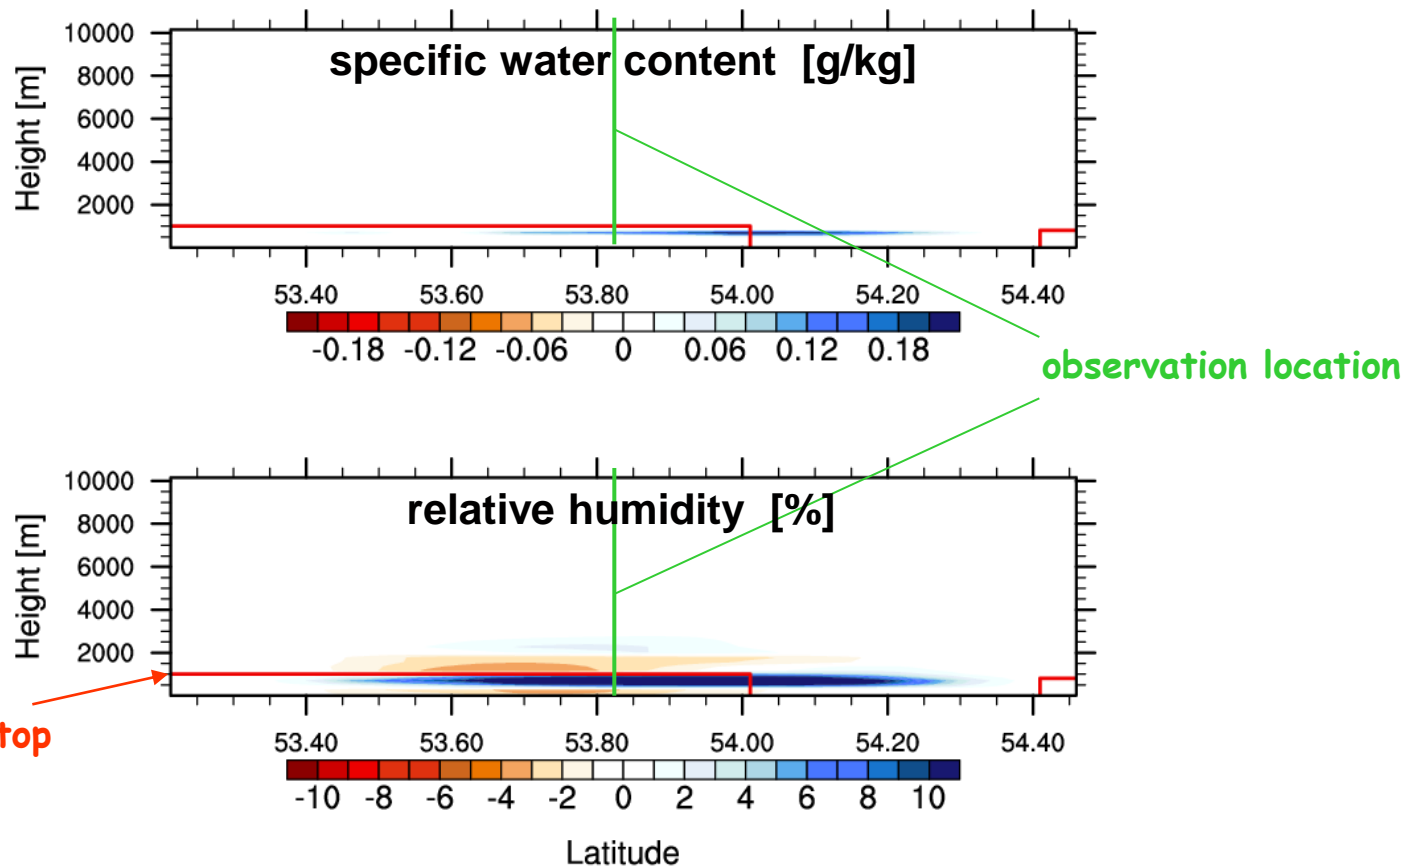 specific water content [g/kg]
Height [m]
10000
8000
6000
4000
2000
53.40 53.60 53.80 54.00 54.20 54.40
-0.18 -0.12 -0.06 0 0.06 0.12 0.18
observation location
relative humidity [%]
Height [m]
10000
8000
6000
4000
2000
top
53.40 53.60 53.80 54.00 54.20 54.40
-10 -8 -6 -4 -2 0 2 4 6 8 10
Latitude